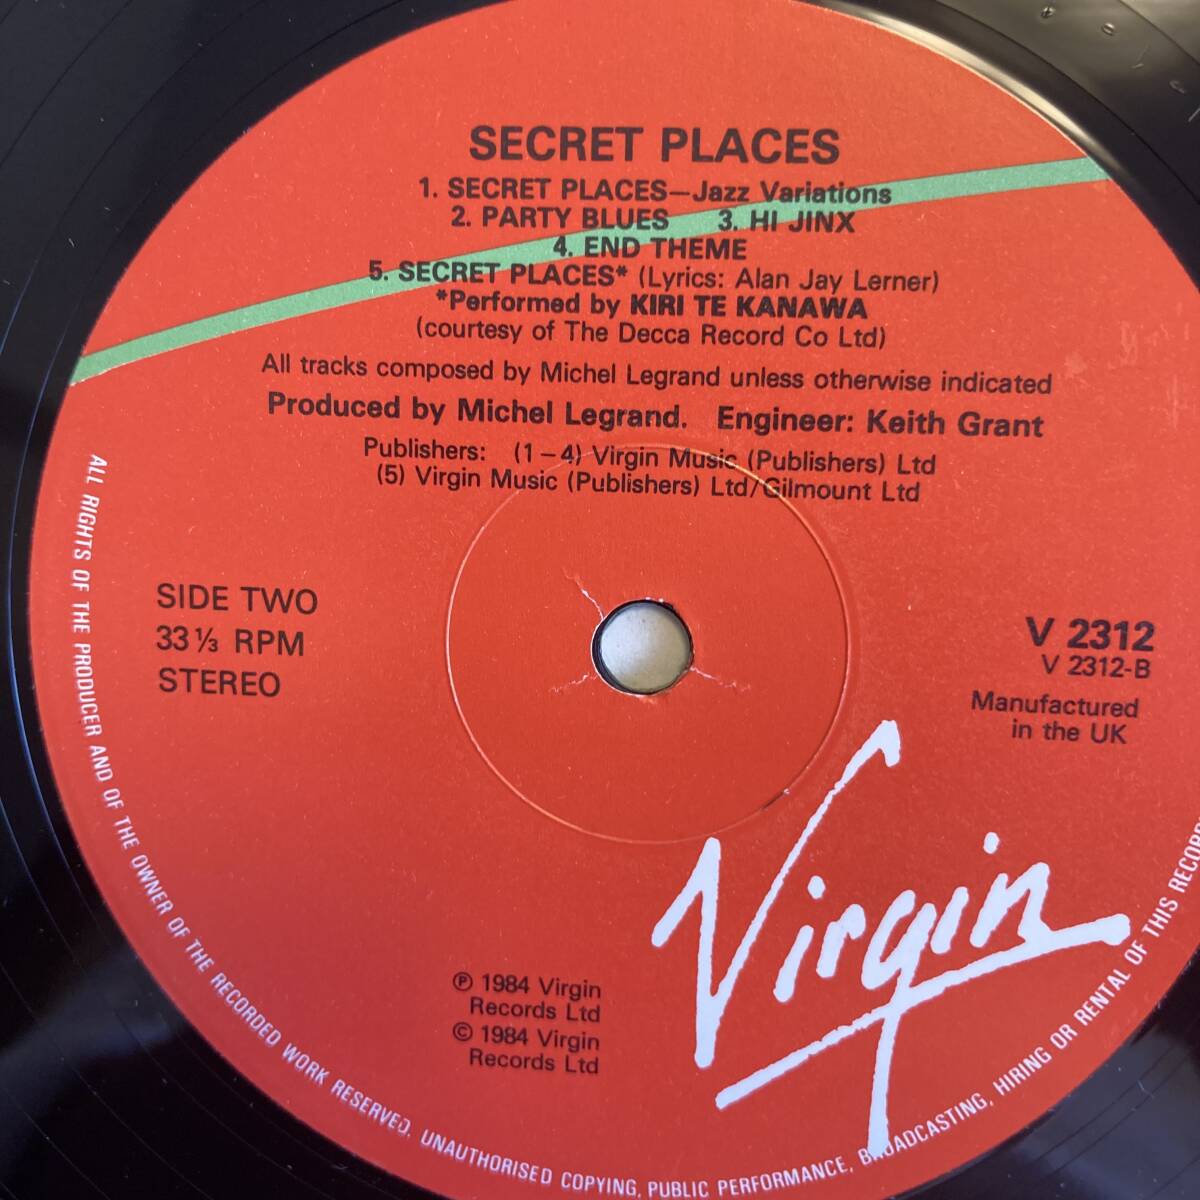 SECRET PLACES
1. SECRET PLACES—Jazz Variations
2. PARTY BLUES 3. HI JINX
4. END THEME
5. SECRET PLACES* (Lyrics: Alan Jay Lerner)
*Performed by KIRI TE KANAWA
(courtesy of The Decca Record Co Ltd)
All tracks composed by Michel Legrand unless otherwise indicated
Produced by Michel Legrand. Engineer: Keith Grant
Publishers: (1–4) Virgin Music (Publishers) Ltd
(5) Virgin Music (Publishers) Ltd/Gilmount Ltd
SIDE TWO
33 ⅓ RPM
STEREO
V 2312
V 2312-B
Manufactured
in the UK
Virgin
℗ 1984 Virgin
Records Ltd
© 1984 Virgin
Records Ltd
ALL RIGHTS OF THE PRODUCER AND OF THE OWNER OF THE RECORDED WORK RESERVED. UNAUTHORISED COPYING, PUBLIC PERFORMANCE, BROADCASTING, HIRING OR RENTAL OF THIS RECORD